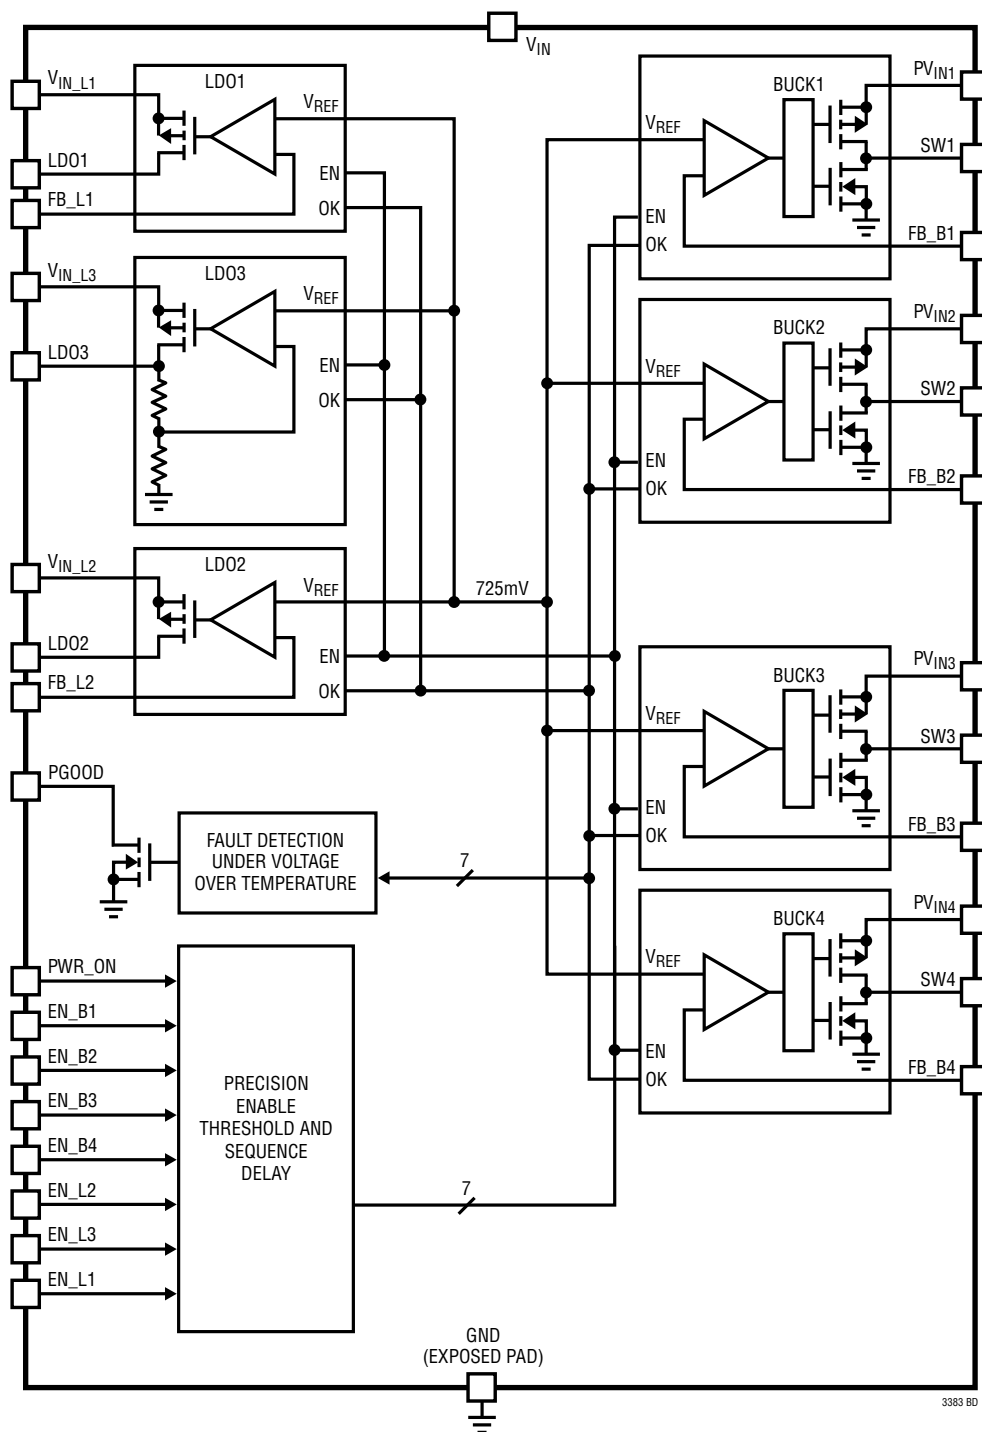 VIN
VIN_L1
LDO1
FB_L1
LDO1
VREF
EN
OK
VIN_L3
LDO3
LDO3
VREF
EN
OK
VIN_L2
LDO2
FB_L2
LDO2
VREF
EN
OK
725mV
PGOOD
FAULT DETECTION
UNDER VOLTAGE
OVER TEMPERATURE
7
PWR_ON
EN_B1
EN_B2
EN_B3
EN_B4
EN_L2
EN_L3
EN_L1
PRECISION
ENABLE
THRESHOLD AND
SEQUENCE
DELAY
7
BUCK1
VREF
EN
OK
PVIN1
SW1
FB_B1
BUCK2
VREF
EN
OK
PVIN2
SW2
FB_B2
BUCK3
VREF
EN
OK
PVIN3
SW3
FB_B3
BUCK4
VREF
EN
OK
PVIN4
SW4
FB_B4
GND
(EXPOSED PAD)
3383 BD